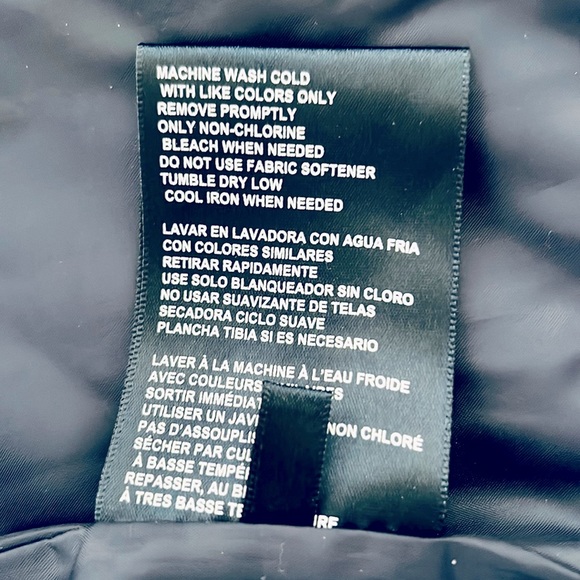 MACHINE WASH COLD
WITH LIKE COLORS ONLY
REMOVE PROMPTLY
ONLY NON-CHLORINE
BLEACH WHEN NEEDED
DO NOT USE FABRIC SOFTENER
TUMBLE DRY LOW
COOL IRON WHEN NEEDED
LAVAR EN LAVADORA CON AGUA FRIA
CON COLORES SIMILARES
RETIRAR RAPIDAMENTE
USE SOLO BLANQUEADOR SIN CLORO
NO USAR SUAVIZANTE DE TELAS
SECADORA CICLO SUAVE
PLANCHA TIBIA SI ES NECESARIO
LAVER À LA MACHINE À L'EAU FROIDE
AVEC COULEURS
SORTIR
UTILISER UN NON CHLORÉ
PAS
SÉCHER PAR
À BASSE
REPASSER, AU
À TRES BASSE